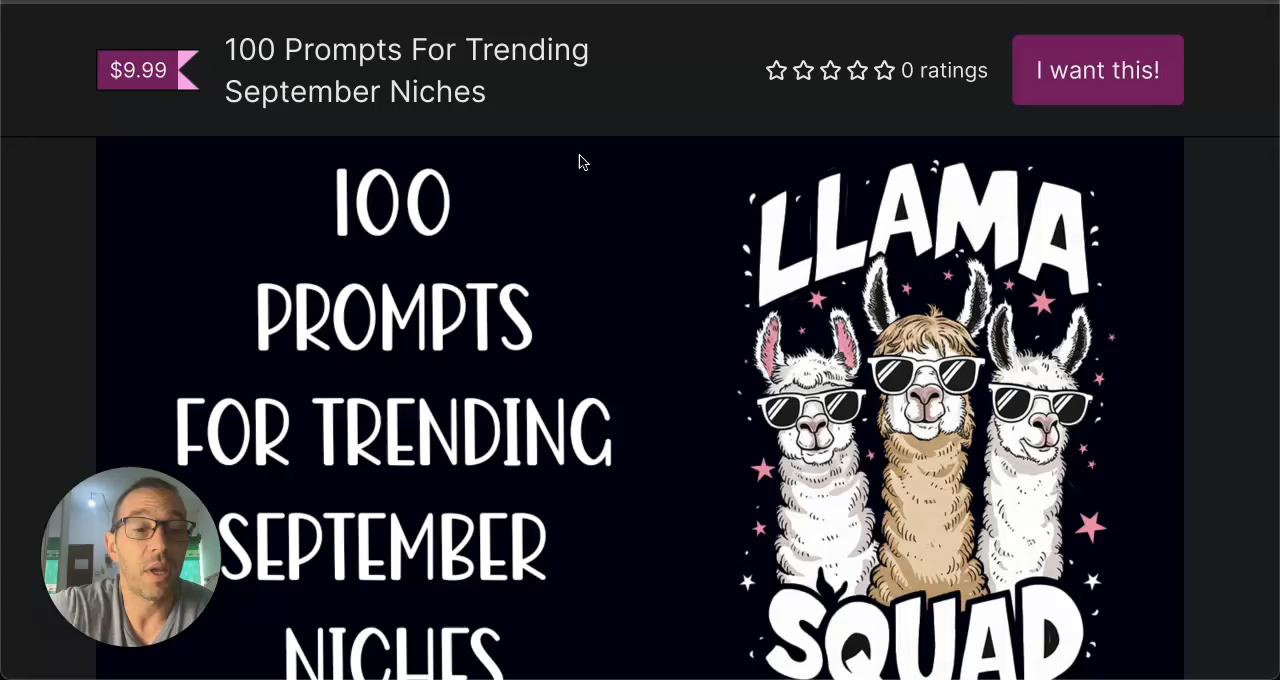 $9.99
100 Prompts For Trending
September Niches
0 ratings
I want this!
100
PROMPTS
FOR TRENDING
SEPTEMBER
NICHES
LLAMA
SQUAD